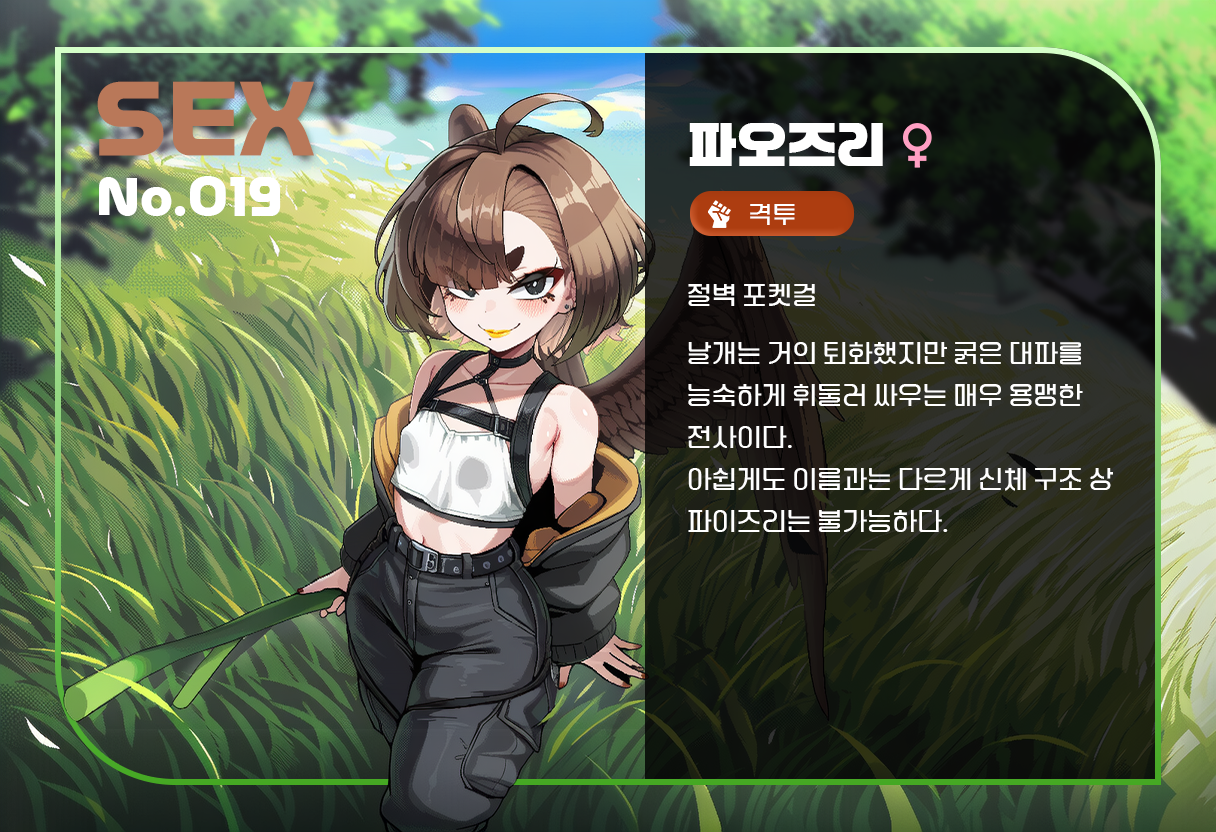 SEX
No.019
파오즈리 ♀
격투
절벽 포켓걸
날개는 거의 퇴화했지만 굵은 대파를
능숙하게 휘둘러 싸우는 매우 용맹한
전사이다.
아쉽게도 이름과는 다르게 신체 구조 상
파이즈리는 불가능하다.